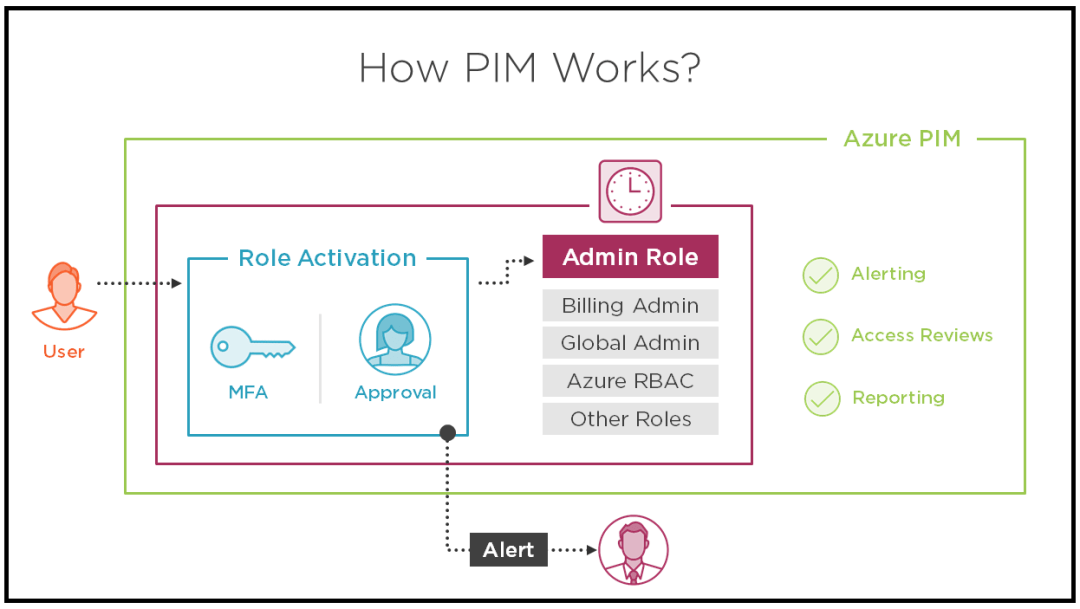 How PIM Works?
Azure PIM
Role Activation
Admin Role
Billing Admin
Global Admin
Azure RBAC
Other Roles
Alerting
Access Reviews
Reporting
User
MFA
Approval
Alert